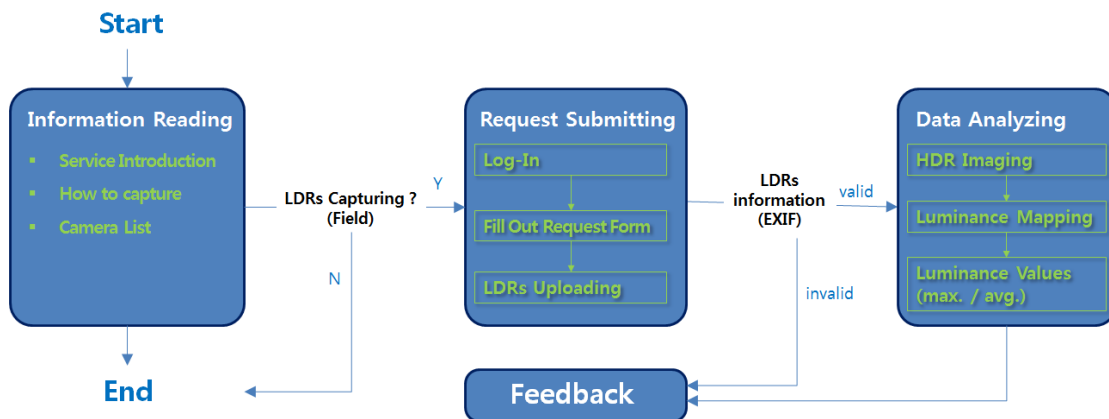 Start
Information Reading
Service Introduction
How to capture
Camera List
LDRs Capturing ?
(Field)
Y
N
End
Request Submitting
Log-In
Fill Out Request Form
LDRs Uploading
LDRs
information
(EXIF)
valid
invalid
Data Analyzing
HDR Imaging
Luminance Mapping
Luminance Values
(max. / avg.)
Feedback